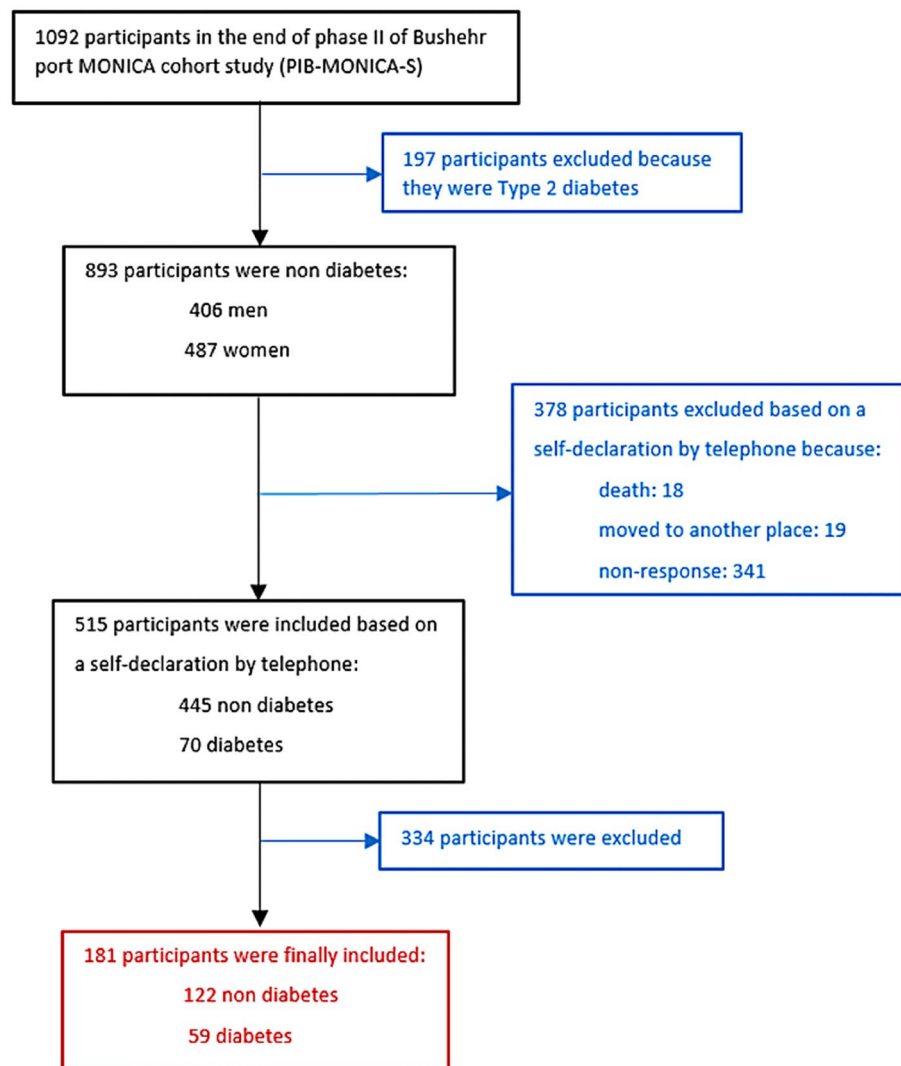 1092 participants in the end of phase II of Bushehr
port MONICA cohort study (PIB-MONICA-S)
197 participants excluded because
they were Type 2 diabetes
893 participants were non diabetes:
406 men
487 women
378 participants excluded based on a
self-declaration by telephone because:
death: 18
moved to another place: 19
non-response: 341
515 participants were included based on
a self-declaration by telephone:
445 non diabetes
70 diabetes
334 participants were excluded
181 participants were finally included:
122 non diabetes
59 diabetes